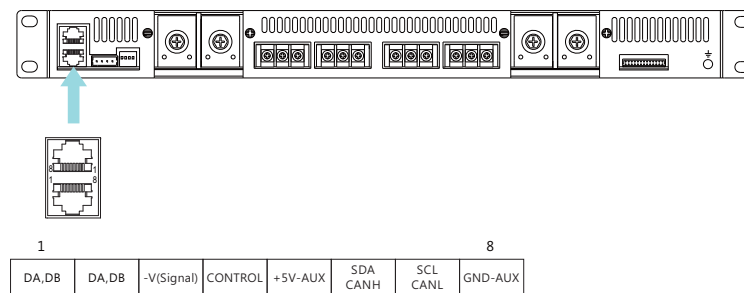 8 1
1 8
1 8
DA,DB DA,DB -V(Signal) CONTROL +5V-AUX SDA CANH SCL CANL GND-AUX